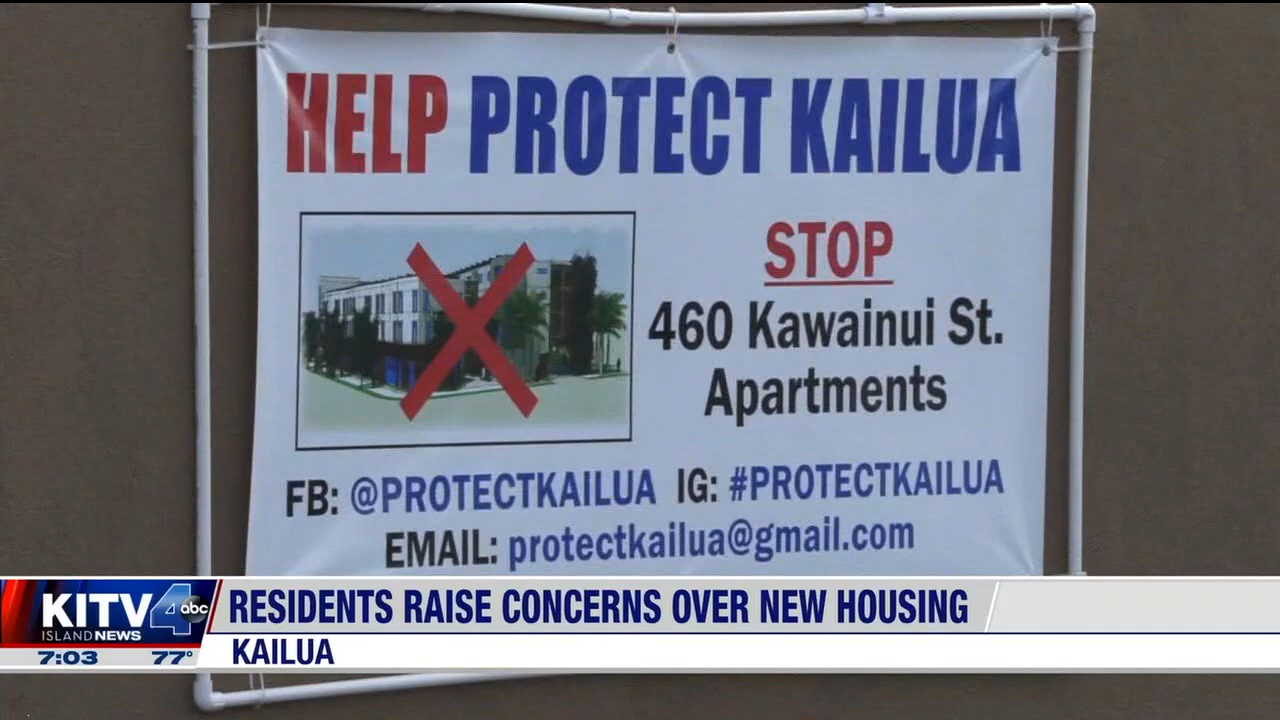 HELP PROTECT KAILUA
STOP
460 Kawainui St.
Apartments
FB: @PROTECTKAILUA IG: #PROTECTKAILUA
EMAIL: protectkailua@gmail.com
KITV 4 abc
ISLAND NEWS
RESIDENTS RAISE CONCERNS OVER NEW HOUSING
7:03 77°
KAILUA